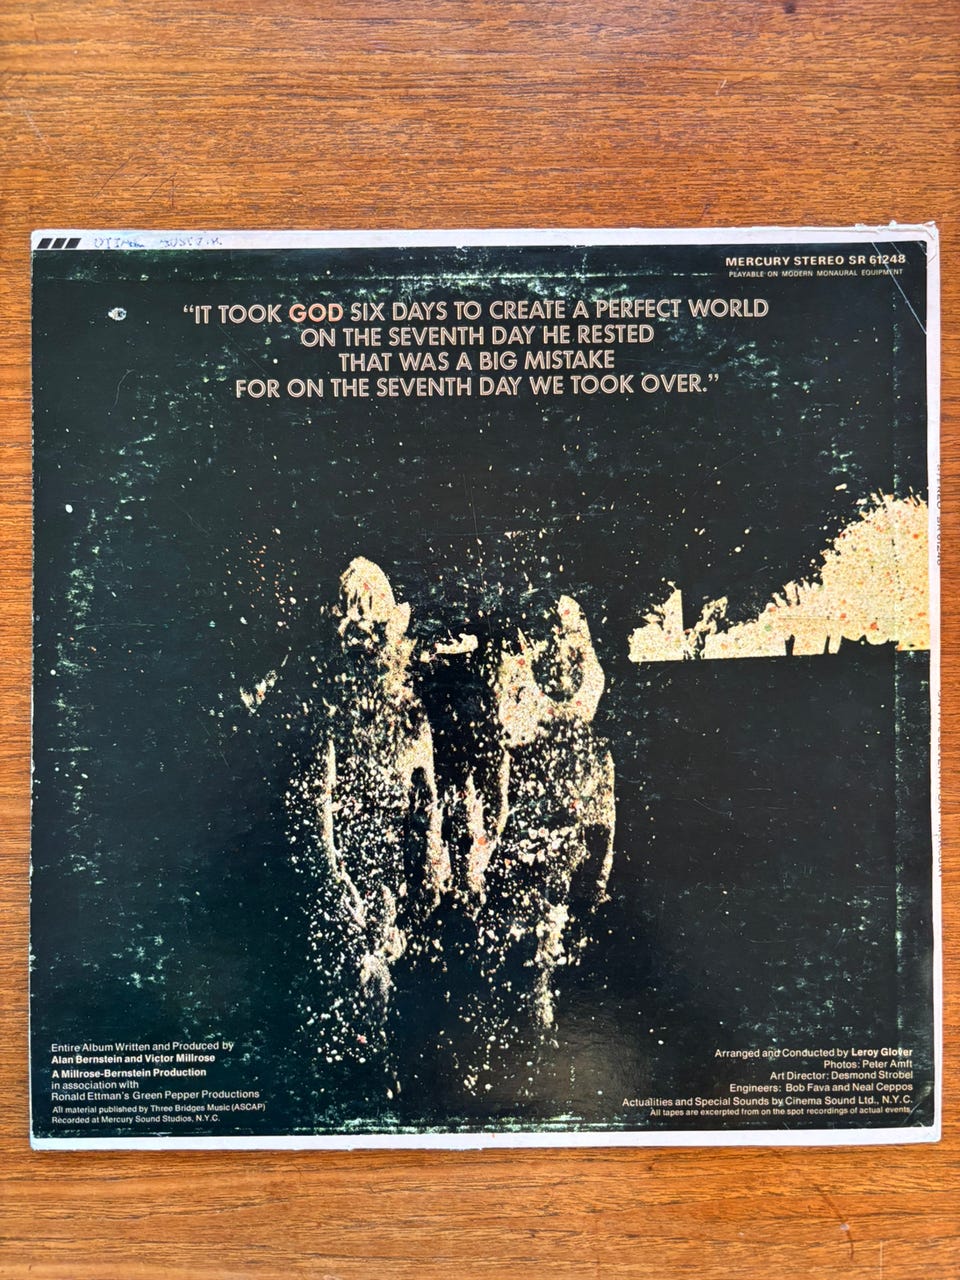 MERCURY STEREO SR 61248
PLAYABLE ON MODERN MONAURAL EQUIPMENT
“IT TOOK GOD SIX DAYS TO CREATE A PERFECT WORLD
ON THE SEVENTH DAY HE RESTED
THAT WAS A BIG MISTAKE
FOR ON THE SEVENTH DAY WE TOOK OVER.”
Entire Album Written and Produced by
Alan Bernstein and Victor Millrose
A Millrose-Bernstein Production
in association with
Ronald Ettman's Green Pepper Productions
All material published by Three Bridges Music (ASCAP)
Recorded at Mercury Sound Studios, N.Y.C.
Arranged and Conducted by Leroy Glover
Photos: Peter Amft
Art Director: Desmond Strobel
Engineers: Bob Fava and Neal Ceppos
Actualities and Special Sounds by Cinema Sound Ltd., N.Y.C.
All tapes are excerpted from on the spot recordings of actual events.